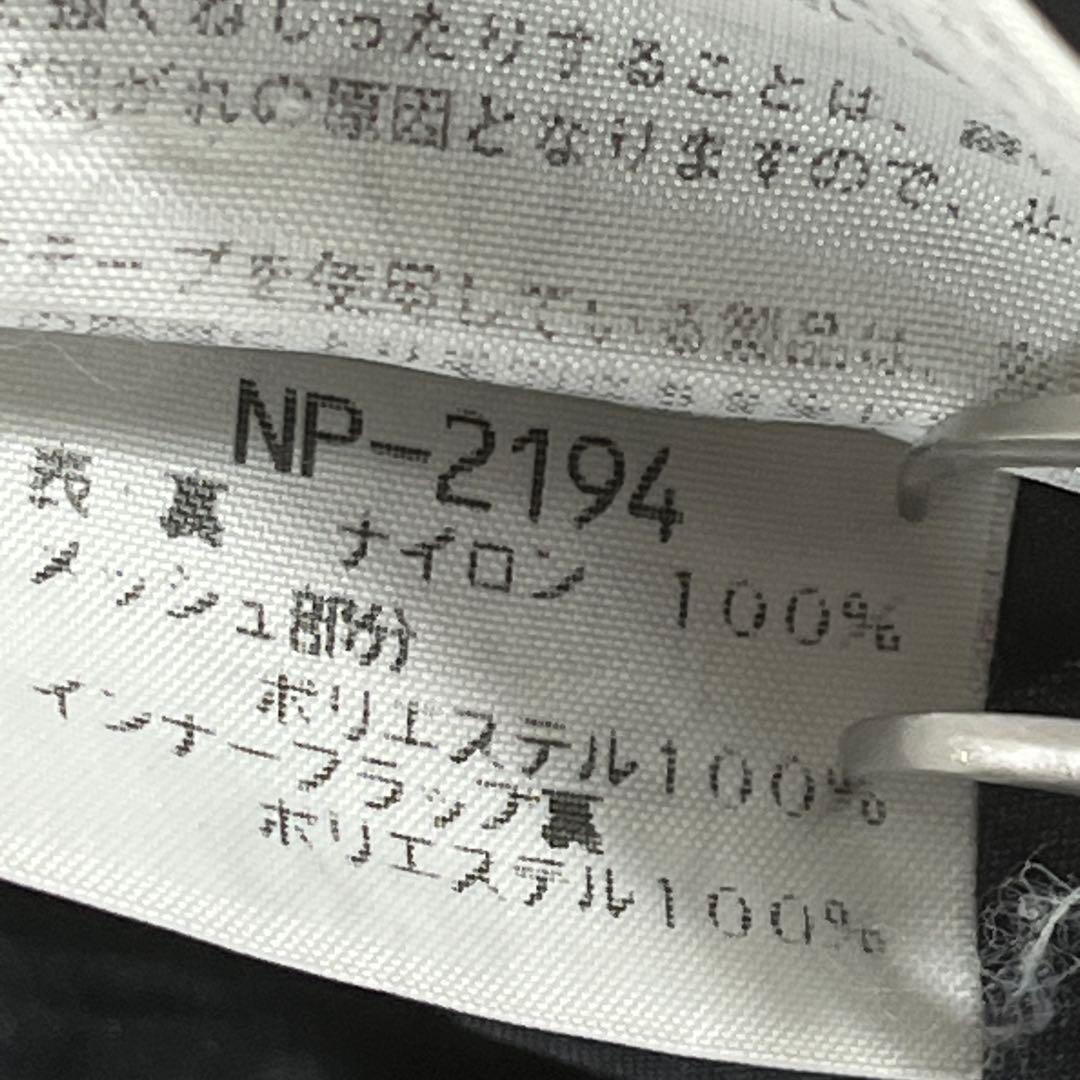 強くねじったりすることは、
剥がれの原因となりますので、
テープを使用している製品は、
NP-2194
表 裏 ナイロン 100%
メッシュ部分
ポリエステル100%
インナーフラップ裏
ポリエステル100%